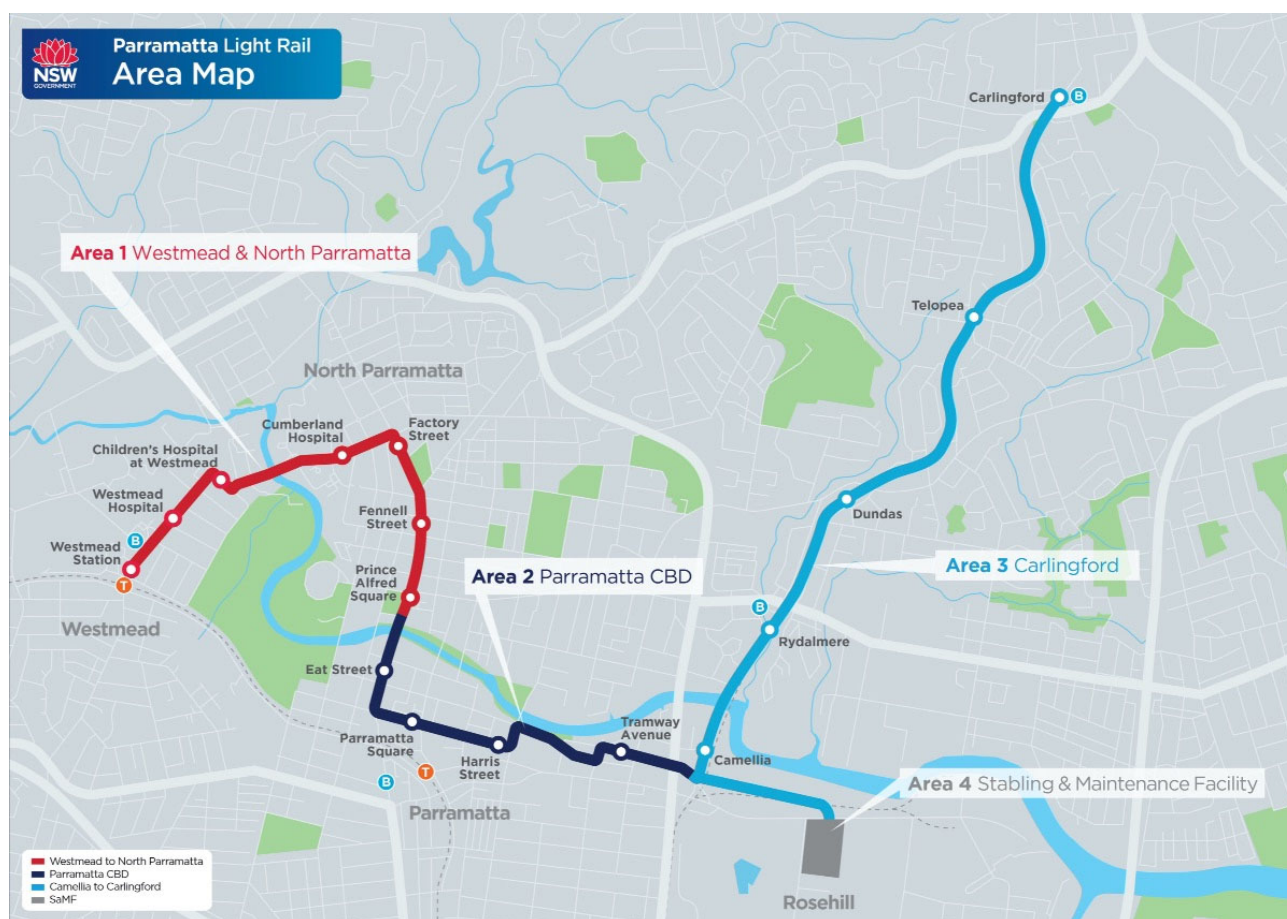 Parramatta Light Rail
Area Map
NSW
GOVERNMENT
Carlingford
B
Area 1 Westmead & North Parramatta
Telopea
North Parramatta
Cumberland
Hospital
Factory
Street
Children's Hospital
at Westmead
Westmead
Hospital
Fennell
Street
Dundas
B
Westmead
Station
T
Prince
Alfred
Square
Area 2 Parramatta CBD
Area 3 Carlingford
B
Westmead
Rydalmere
Eat Street
Parramatta
Square
Harris
Street
Tramway
Avenue
Camellia
T
B
Area 4 Stabling & Maintenance Facility
Parramatta
Westmead to North Parramatta
Parramatta CBD
Camellia to Carlingford
SaMF
Rosehill